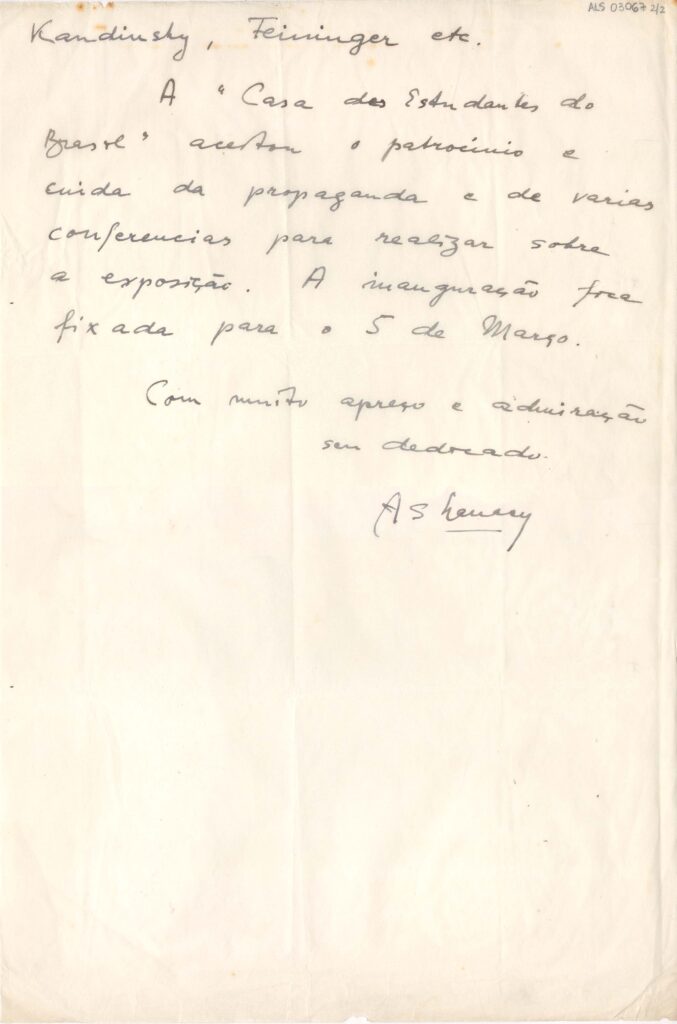 ALS 03067 2/2
Kandinsky, Feininger etc.
A "Casa dos Estudantes do
Brasil" aceitou o patrocinio e
cuida da propaganda e de varias
conferencias para realizar sobre
a exposição. A inauguração fica
fixada para o 5 de Março.
Com muito apreço e admiração
seu dedicado.
A S